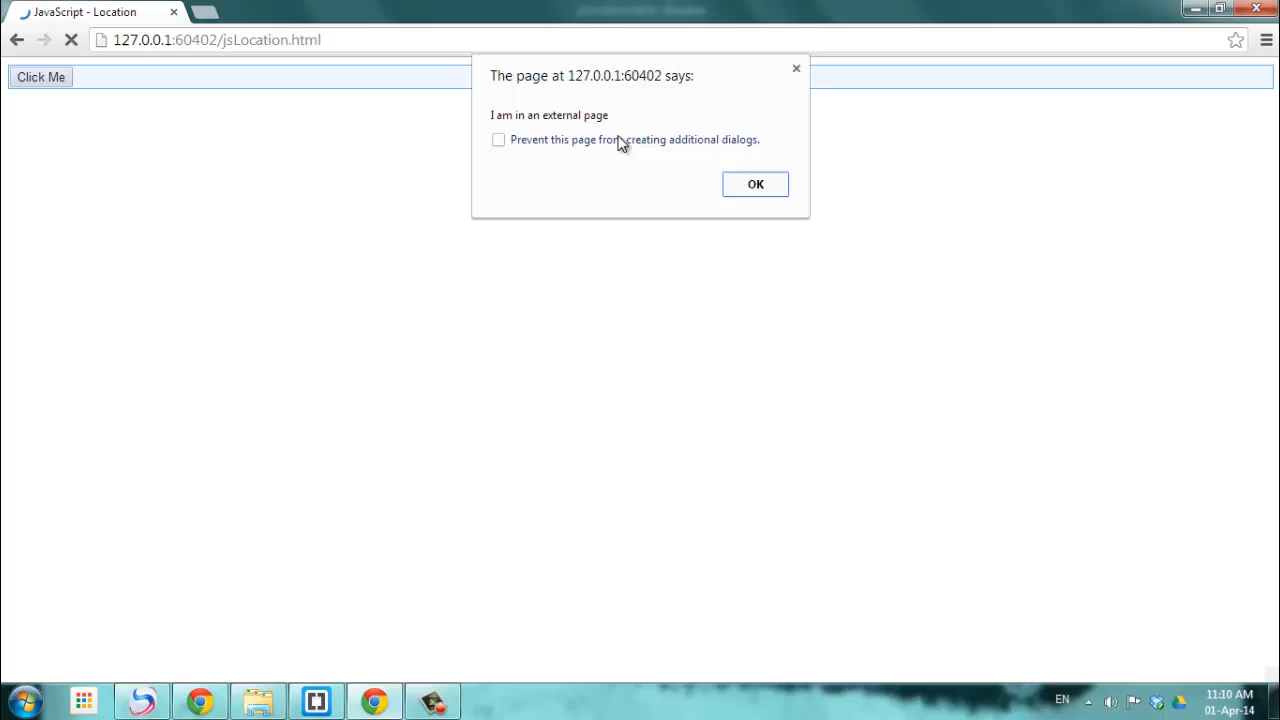 JavaScript - Location
127.0.0.1:60402/jsLocation.html
Click Me
The page at 127.0.0.1:60402 says:
I am in an external page
Prevent this page from creating additional dialogs.
OK
EN
11:10 AM
01-Apr-14